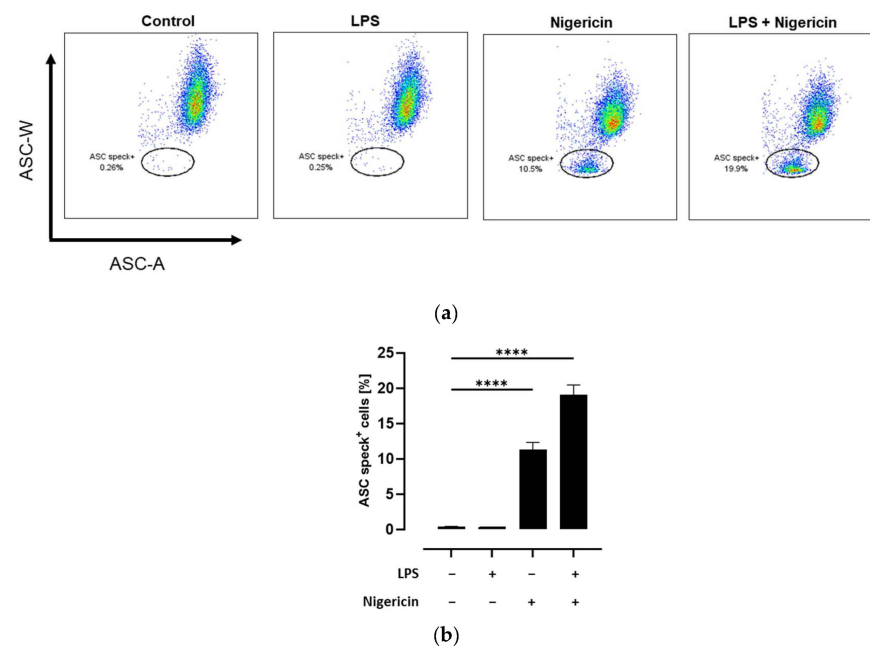 Control
LPS
Nigericin
LPS + Nigericin
ASC-W
ASC speck+
0.26%
ASC speck+
0.25%
ASC speck+
10.5%
ASC speck+
19.9%
ASC-A
(a)
ASC speck+ cells [%]
25
20
15
10
5
0
****
****
LPS − + − +
Nigericin − − + +
(b)